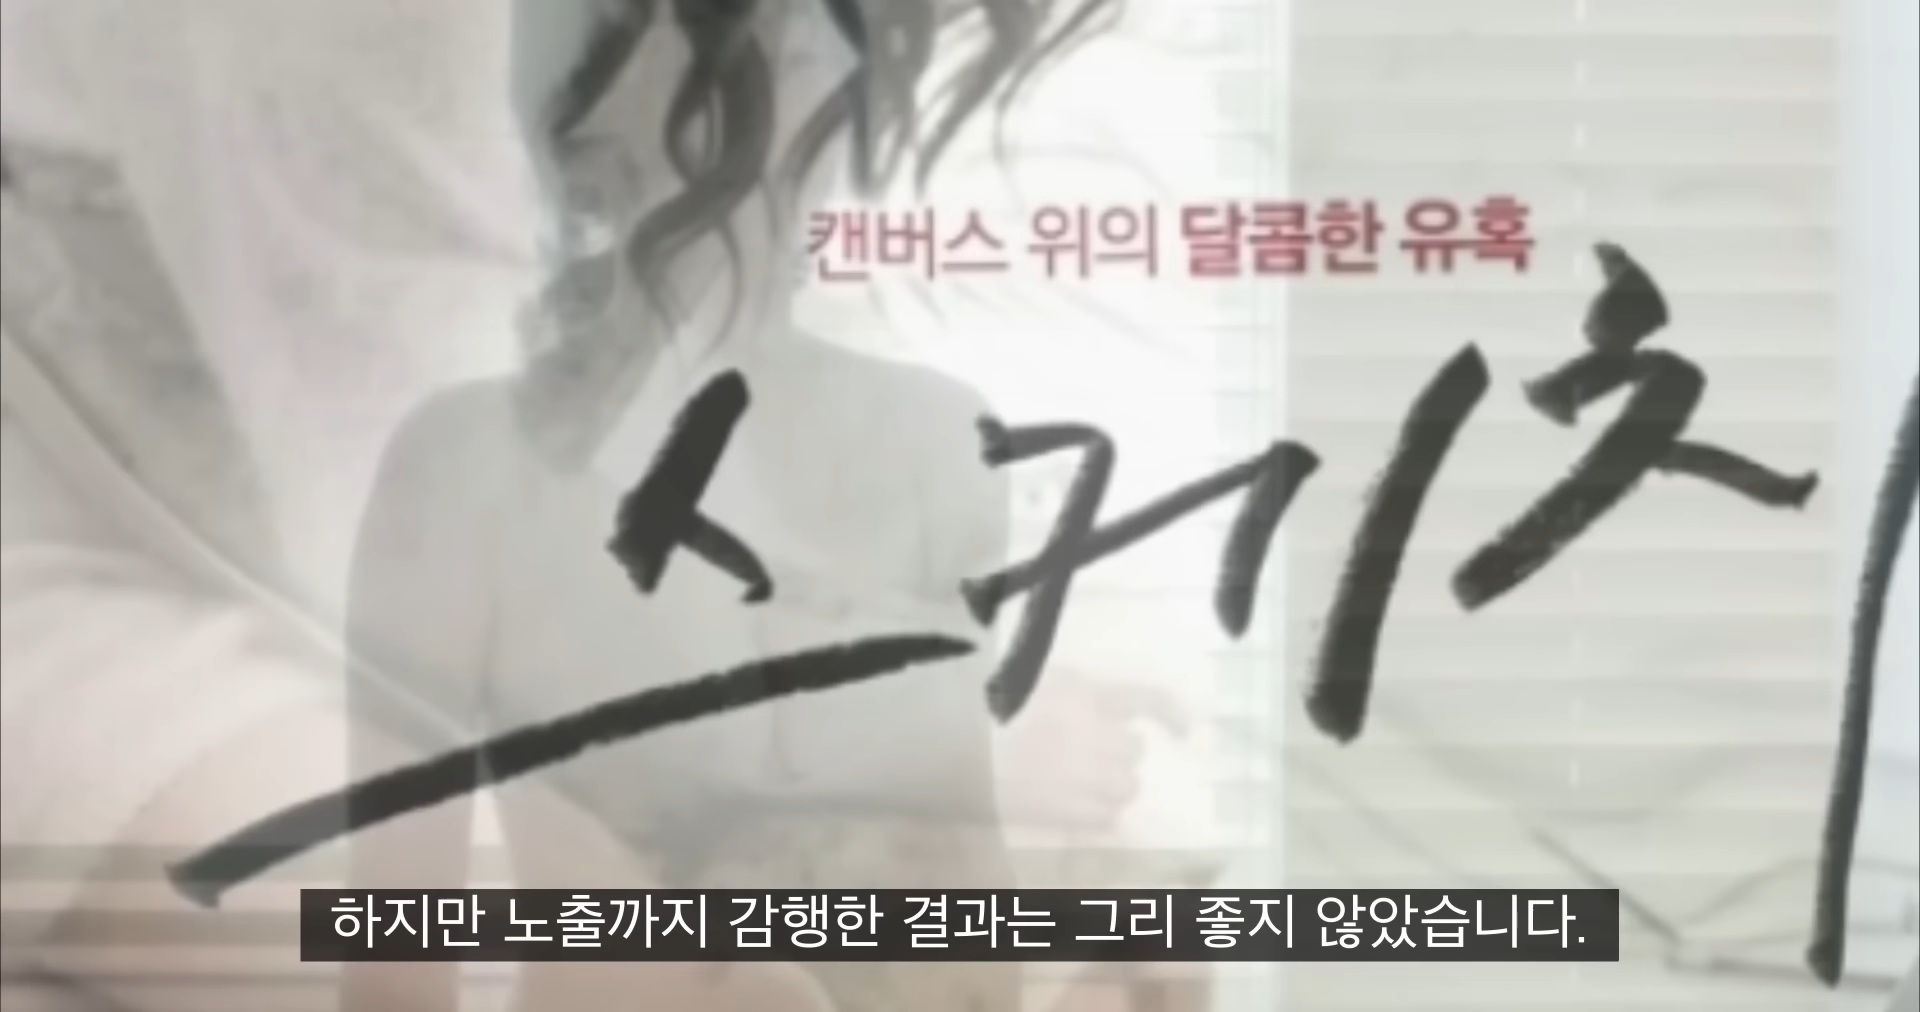 캔버스 위의 달콤한 유혹
스케치
하지만 노출까지 감행한 결과는 그리 좋지 않았습니다.